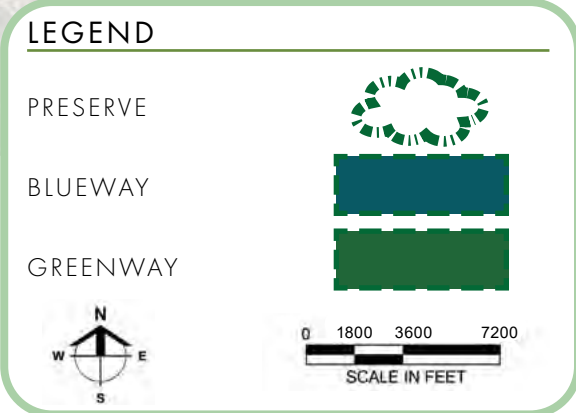 LEGEND
PRESERVE
BLUEWAY
GREENWAY
N
W E
S
0 1800 3600 7200
SCALE IN FEET